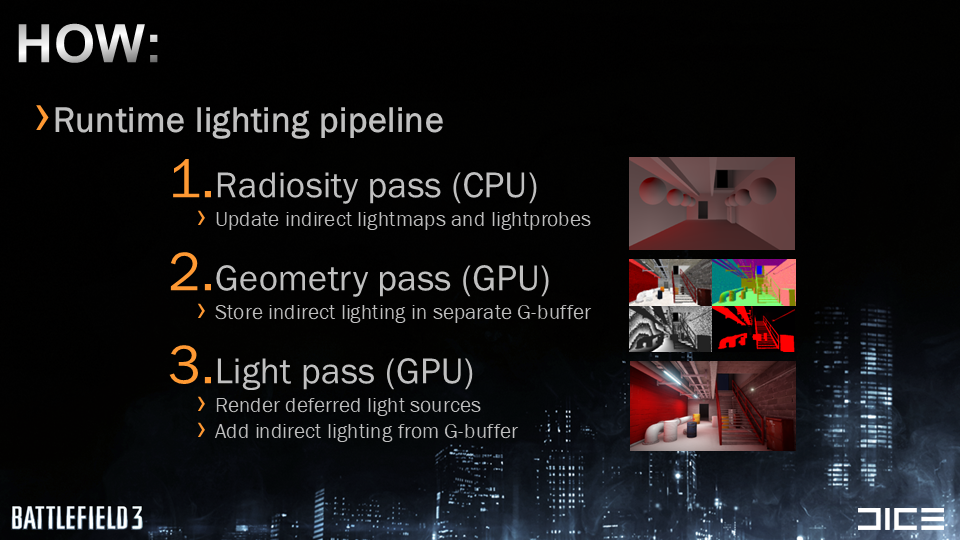 HOW:
›Runtime lighting pipeline
1.Radiosity pass (CPU)
› Update indirect lightmaps and lightprobes
2.Geometry pass (GPU)
› Store indirect lighting in separate G-buffer
3.Light pass (GPU)
› Render deferred light sources
› Add indirect lighting from G-buffer
BATTLEFIELD 3
DICE